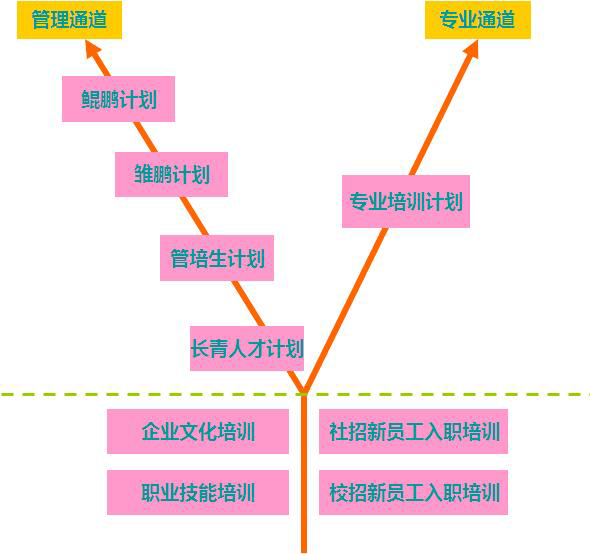 管理通道
专业通道
鲲鹏计划
雏鹏计划
专业培训计划
管培生计划
长青人才计划
企业文化培训
社招新员工入职培训
职业技能培训
校招新员工入职培训